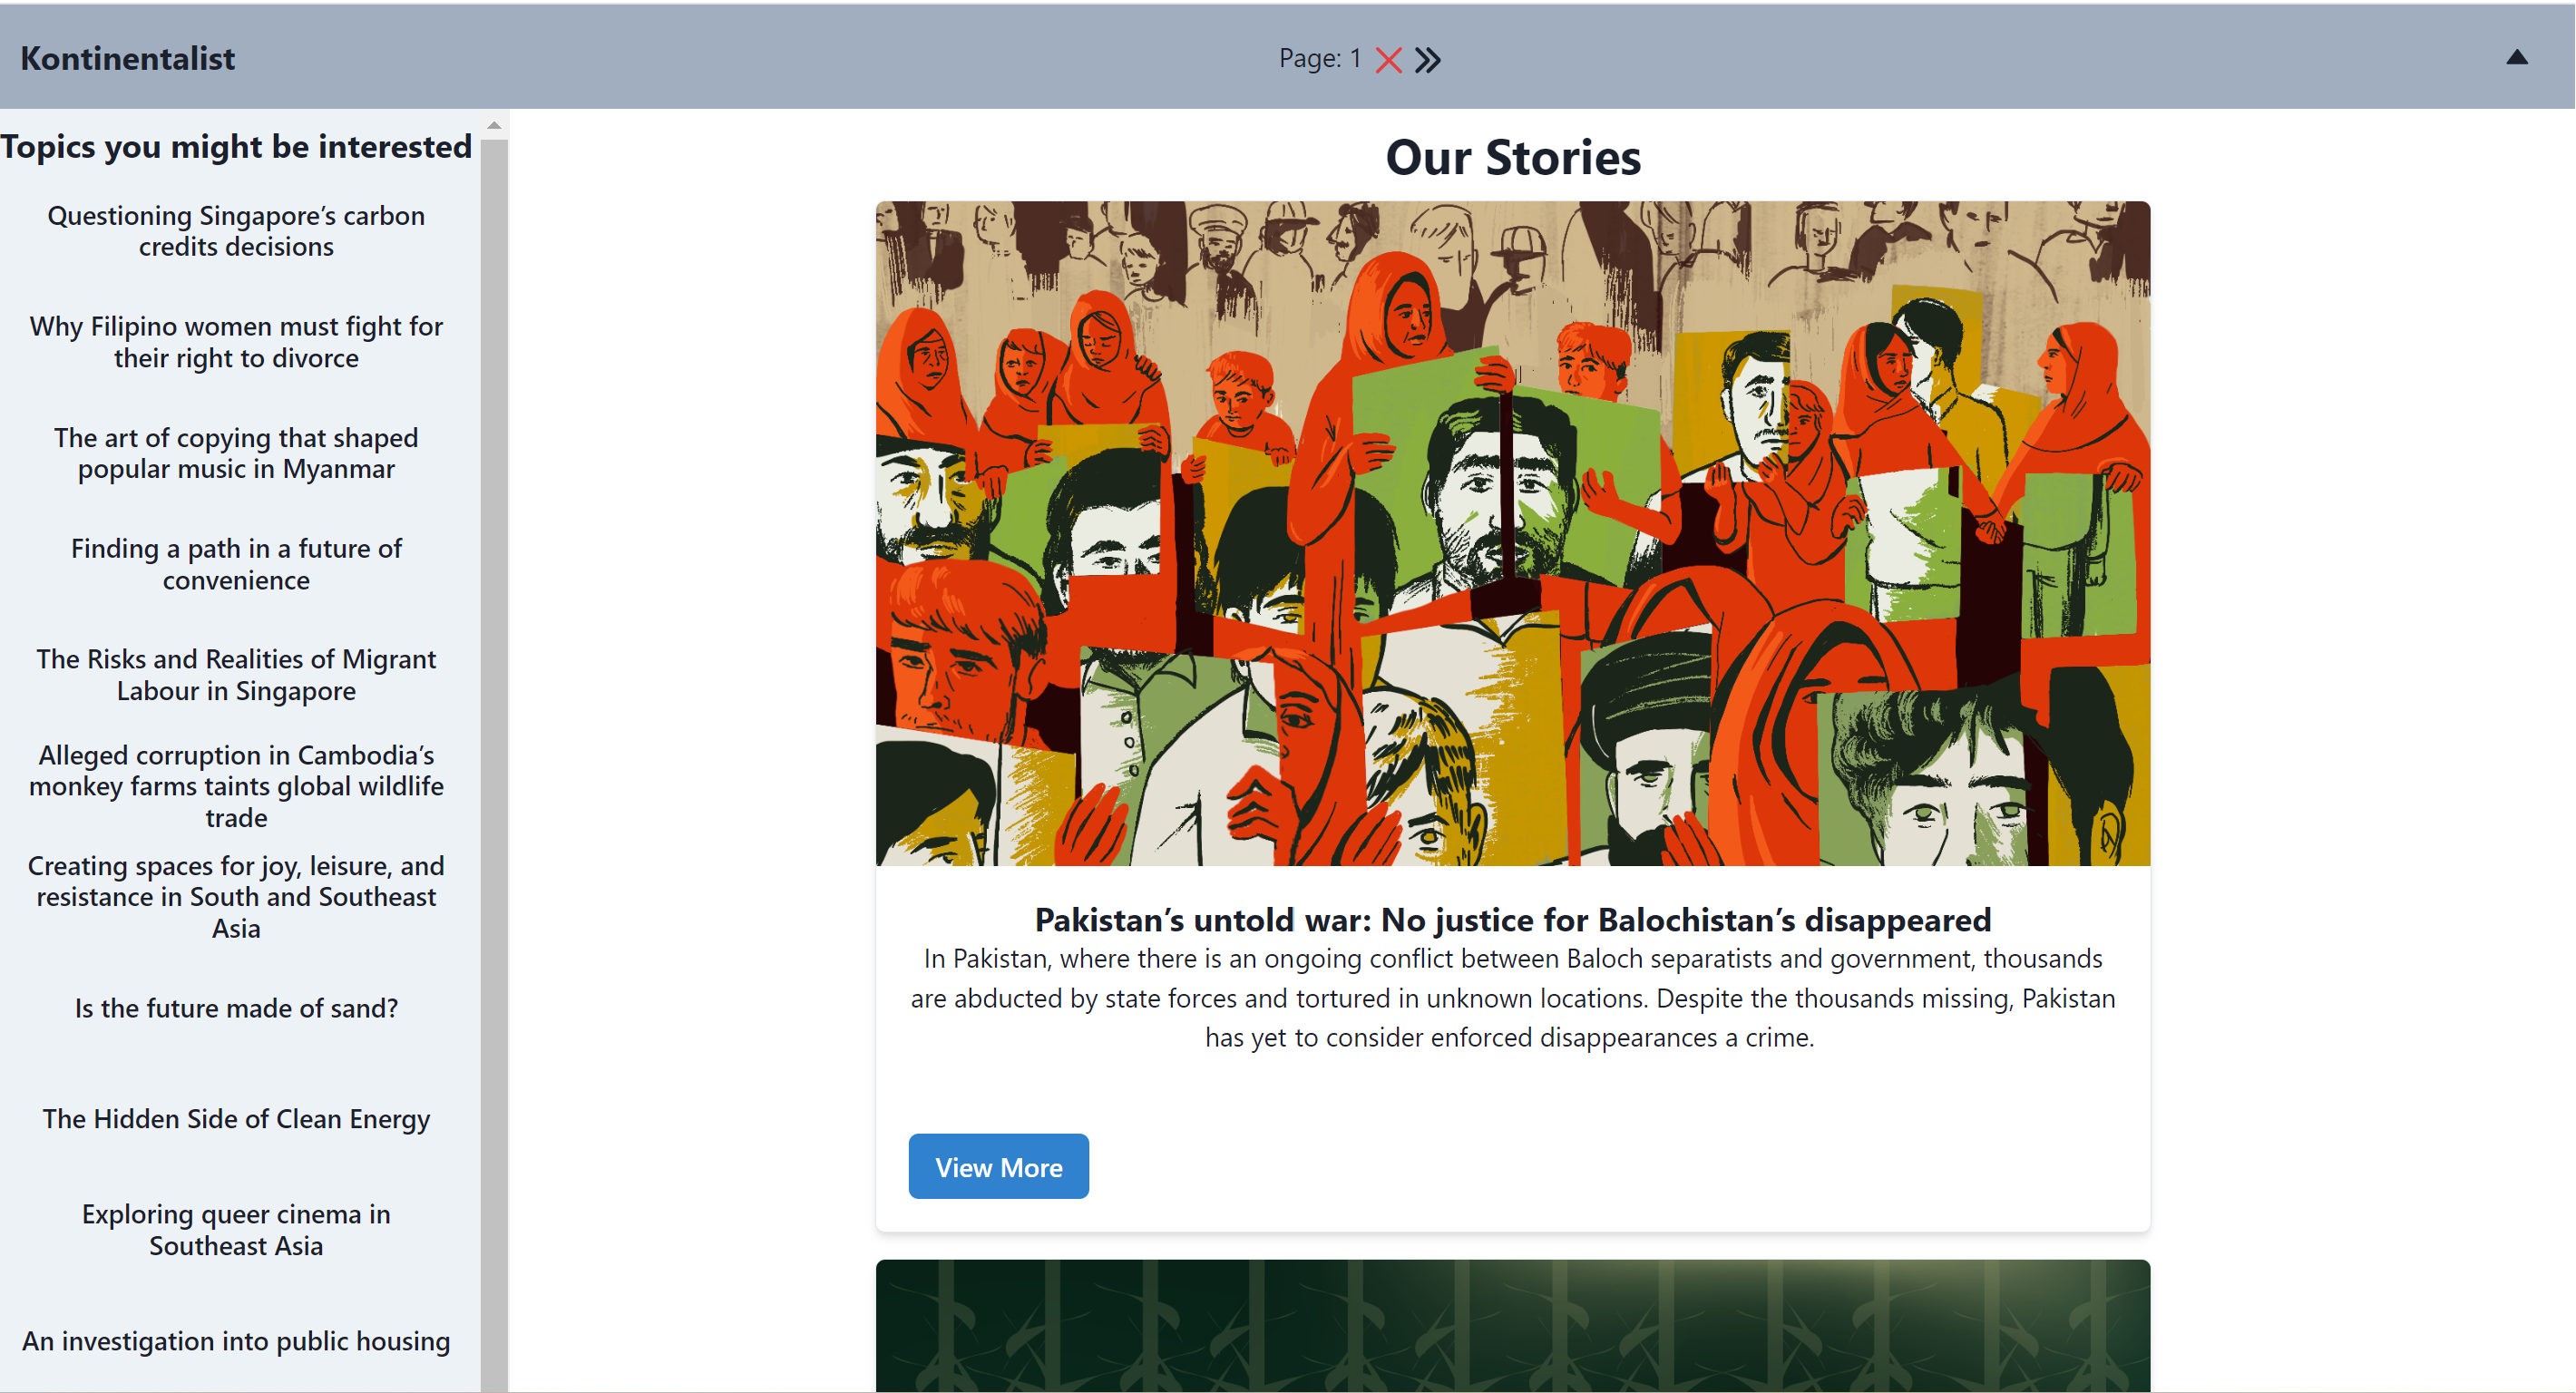 Kontinentalist
Page: 1
Topics you might be interested
Questioning Singapore’s carbon
credits decisions
Why Filipino women must fight for
their right to divorce
The art of copying that shaped
popular music in Myanmar
Finding a path in a future of
convenience
The Risks and Realities of Migrant
Labour in Singapore
Alleged corruption in Cambodia’s
monkey farms taints global wildlife
trade
Creating spaces for joy, leisure, and
resistance in South and Southeast
Asia
Is the future made of sand?
The Hidden Side of Clean Energy
Exploring queer cinema in
Southeast Asia
An investigation into public housing
Our Stories
Pakistan’s untold war: No justice for Balochistan’s disappeared
In Pakistan, where there is an ongoing conflict between Baloch separatists and government, thousands
are abducted by state forces and tortured in unknown locations. Despite the thousands missing, Pakistan
has yet to consider enforced disappearances a crime.
View More